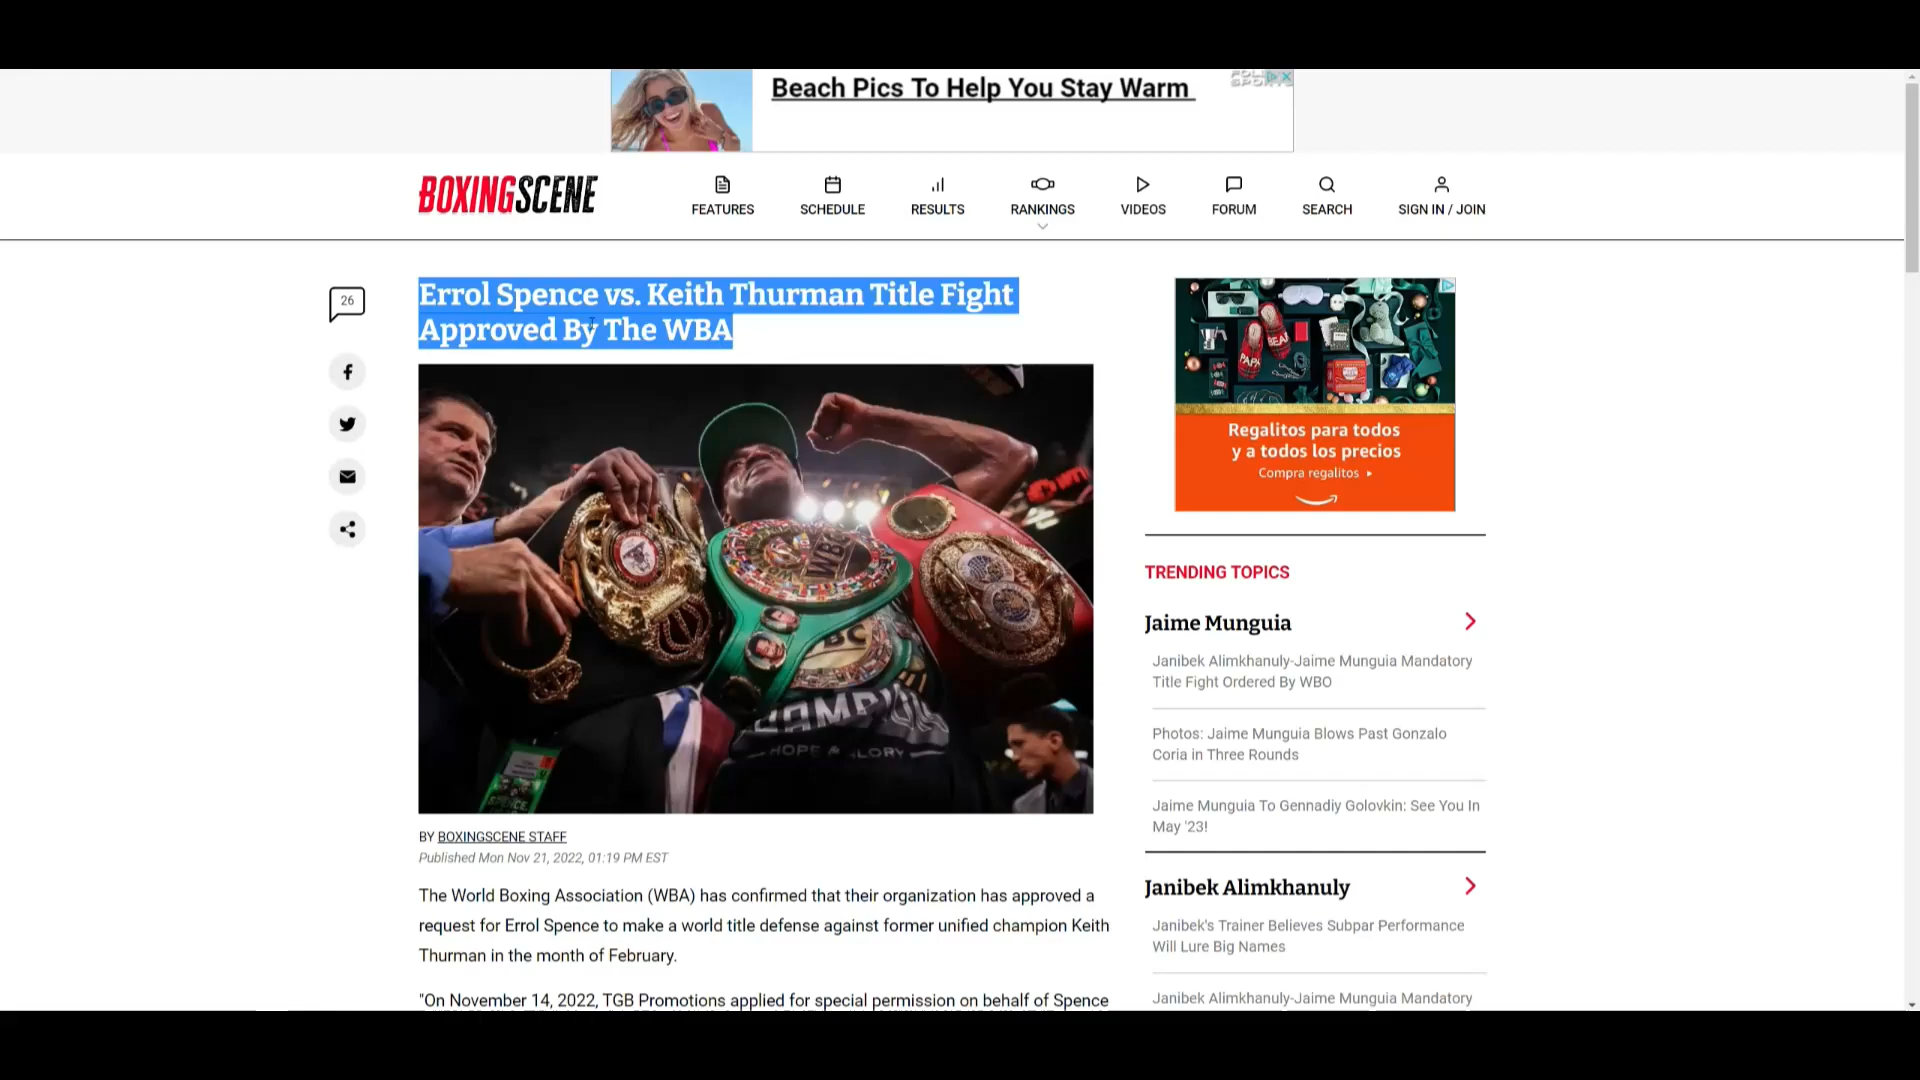 Beach Pics To Help You Stay Warm
BOXINGSCENE
FEATURES
SCHEDULE
RESULTS
RANKINGS
VIDEOS
FORUM
SEARCH
SIGN IN / JOIN
26
Errol Spence vs. Keith Thurman Title Fight
Approved By The WBA
WBC
CHAMPION
HOPE & GLORY
BY BOXINGSCENE STAFF
Published Mon Nov 21, 2022, 01:19 PM EST
The World Boxing Association (WBA) has confirmed that their organization has approved a
request for Errol Spence to make a world title defense against former unified champion Keith
Thurman in the month of February.
"On November 14, 2022, TGB Promotions applied for special permission on behalf of Spence
PAPA
BEAR
Regalitos para todos
y a todos los precios
Compra regalitos
TRENDING TOPICS
Jaime Munguia
Janibek Alimkhanuly-Jaime Munguia Mandatory
Title Fight Ordered By WBO
Photos: Jaime Munguia Blows Past Gonzalo
Coria in Three Rounds
Jaime Munguia To Gennadiy Golovkin: See You In
May '23!
Janibek Alimkhanuly
Janibek's Trainer Believes Subpar Performance
Will Lure Big Names
Janibek Alimkhanuly-Jaime Munguia Mandatory